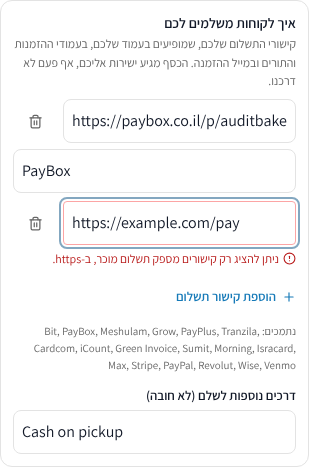 איך לקוחות משלמים לכם
קישורי התשלום שלכם, שמופיעים בעמוד שלכם, בעמודי ההזמנות
והתורים ובמייל ההזמנה. הכסף מגיע ישירות אליכם, אף פעם לא
דרכנו.
https://paybox.co.il/p/auditbake
PayBox
https://example.com/pay
ניתן להציג רק קישורים מספק תשלום מוכר, ב-https.
+ הוספת קישור תשלום
נתמכים: Bit, PayBox, Meshulam, Grow, PayPlus, Tranzila,
Cardcom, iCount, Green Invoice, Sumit, Morning, Isracard,
Max, Stripe, PayPal, Revolut, Wise, Venmo
דרכים נוספות לשלם (לא חובה)
Cash on pickup